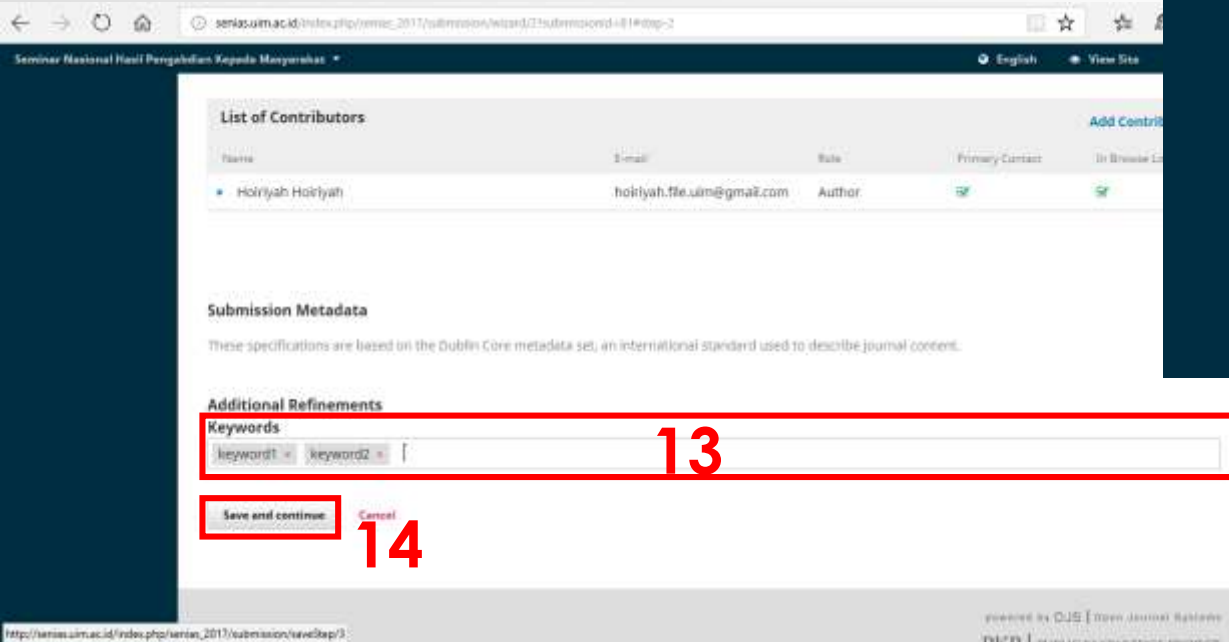 senias.uim.ac.id/index.php/senias_2017/submission/wizard/2?submissionId=81#step-2
Seminar Nasional Hasil Pengabdian Kepada Masyarakat English View Site
List of Contributors Add Contrib
Name E-mail Role Primary Contact In Browse Li
Hoiriyah Hoiriyah hoiriyah.file.uim@gmail.com Author
Submission Metadata
These specifications are based on the Dublin Core metadata set, an international standard used to describe journal content.
Additional Refinements
Keywords
keyword1 × keyword2 × 13
Save and continue Cancel
14
powered by OJS | Open Journal Systems
http://senias.uim.ac.id/index.php/senias_2017/submission/saveStep/3